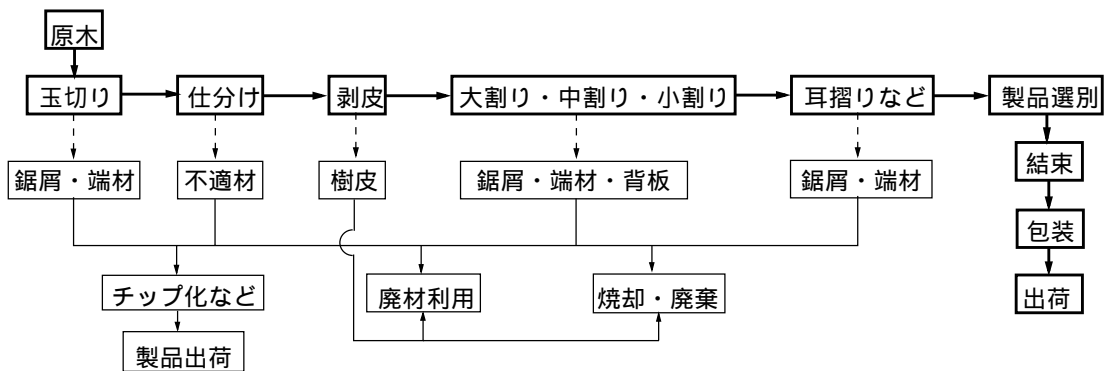 原木
玉切り
仕分け
剥皮
大割り・中割り・小割り
耳摺りなど
製品選別
鋸屑・端材
不適材
樹皮
鋸屑・端材・背板
鋸屑・端材
結束
包装
チップ化など
廃材利用
焼却・廃棄
出荷
製品出荷